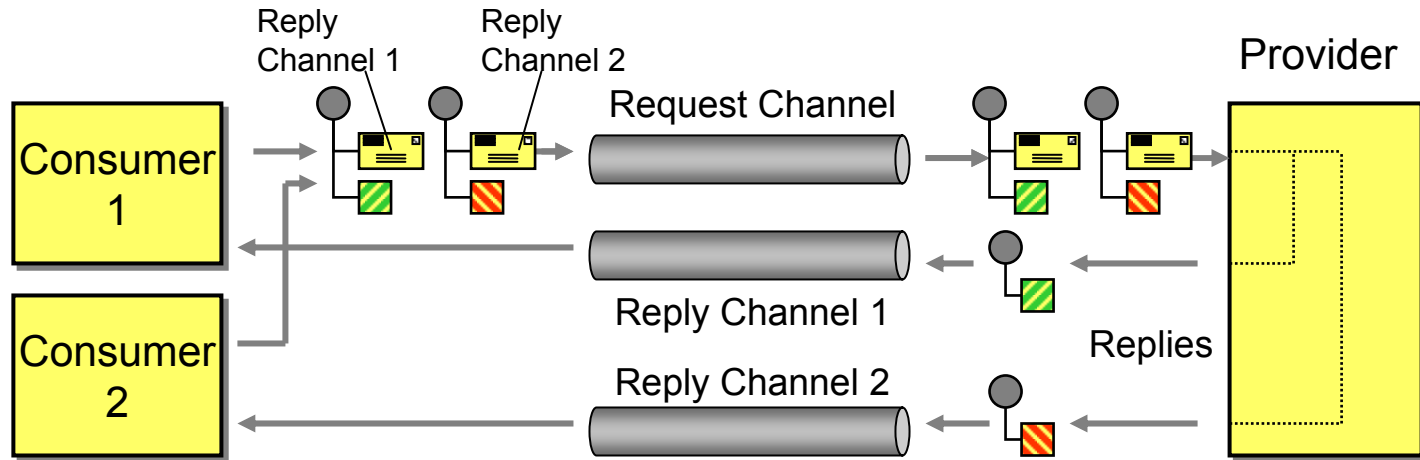 Reply
Channel 1
Reply
Channel 2
Provider
Request Channel
Consumer
1
Reply Channel 1
Consumer
2
Replies
Reply Channel 2